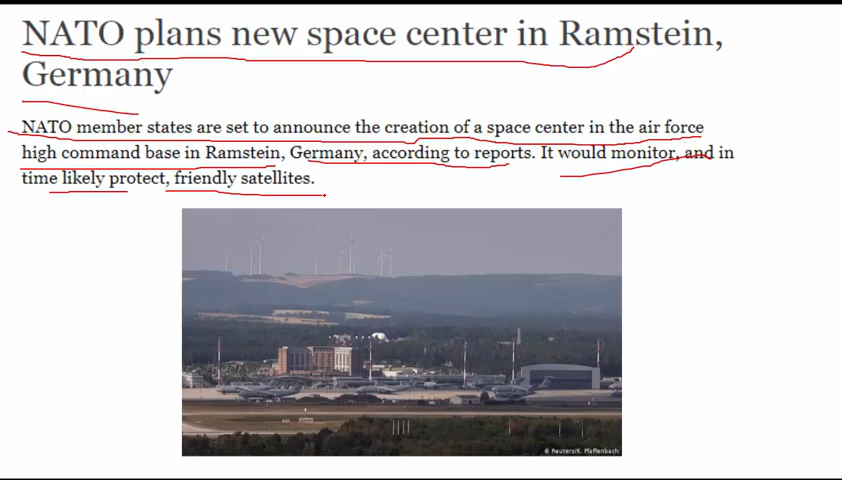 NATO plans new space center in Ramstein,
Germany
NATO member states are set to announce the creation of a space center in the air force
high command base in Ramstein, Germany, according to reports. It would monitor, and in
time likely protect, friendly satellites.
© Reuters/K. Pfaffenbach